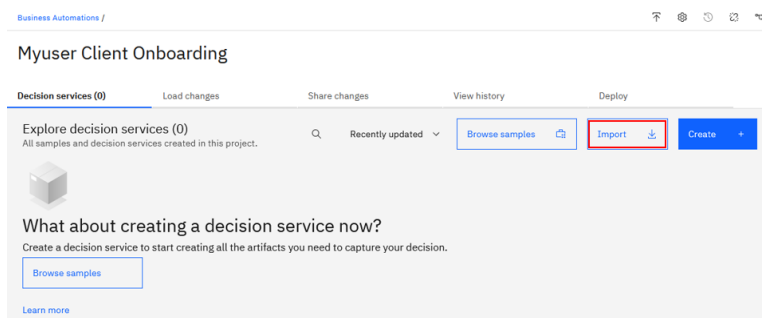 Business Automations /
Myuser Client Onboarding
Decision services (0) Load changes Share changes View history Deploy
Explore decision services (0)
All samples and decision services created in this project.
Recently updated Browse samples Import Create +
What about creating a decision service now?
Create a decision service to start creating all the artifacts you need to capture your decision.
Browse samples
Learn more